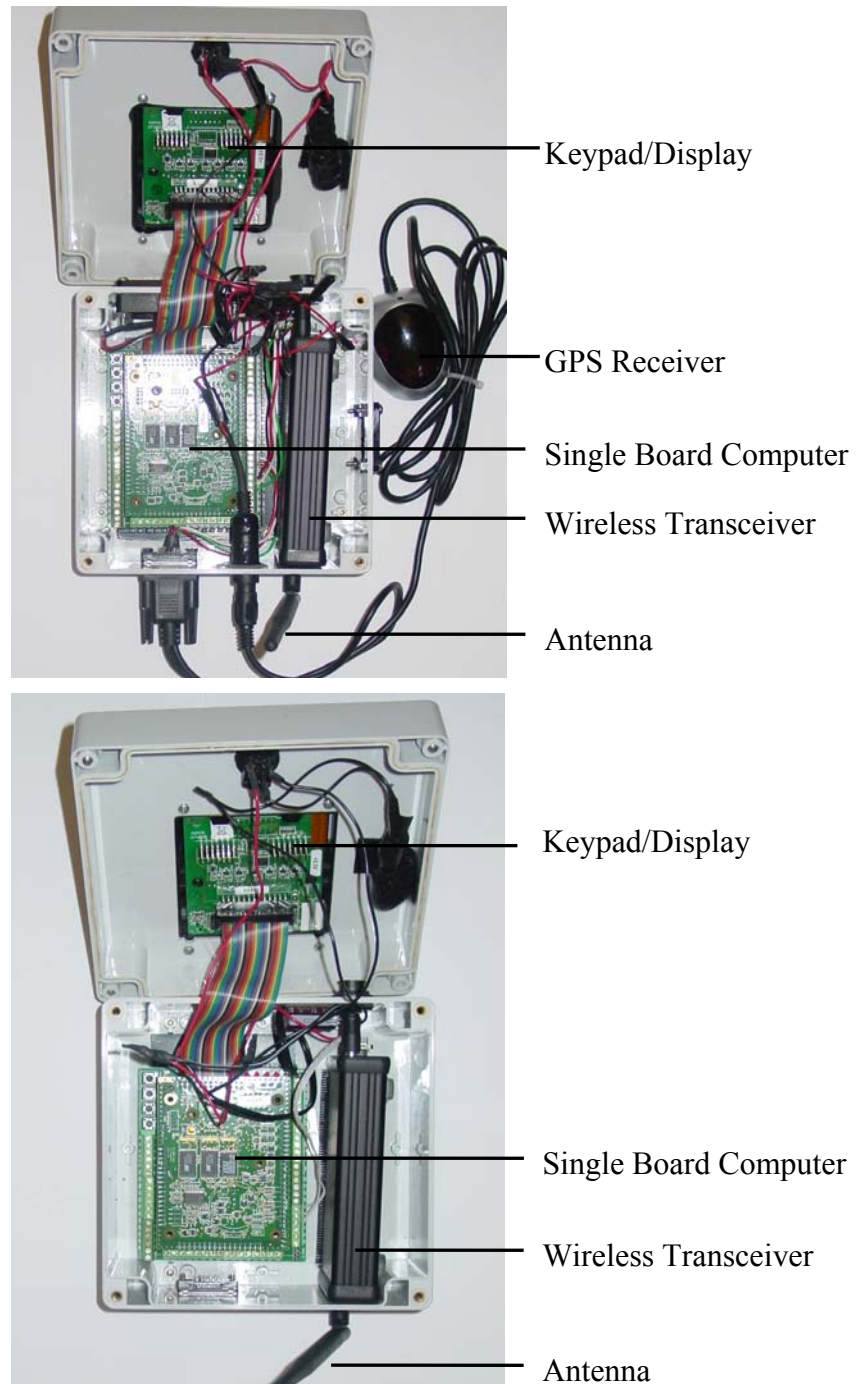 Keypad/Display
GPS Receiver
Single Board Computer
Wireless Transceiver
Antenna
Keypad/Display
Single Board Computer
Wireless Transceiver
Antenna